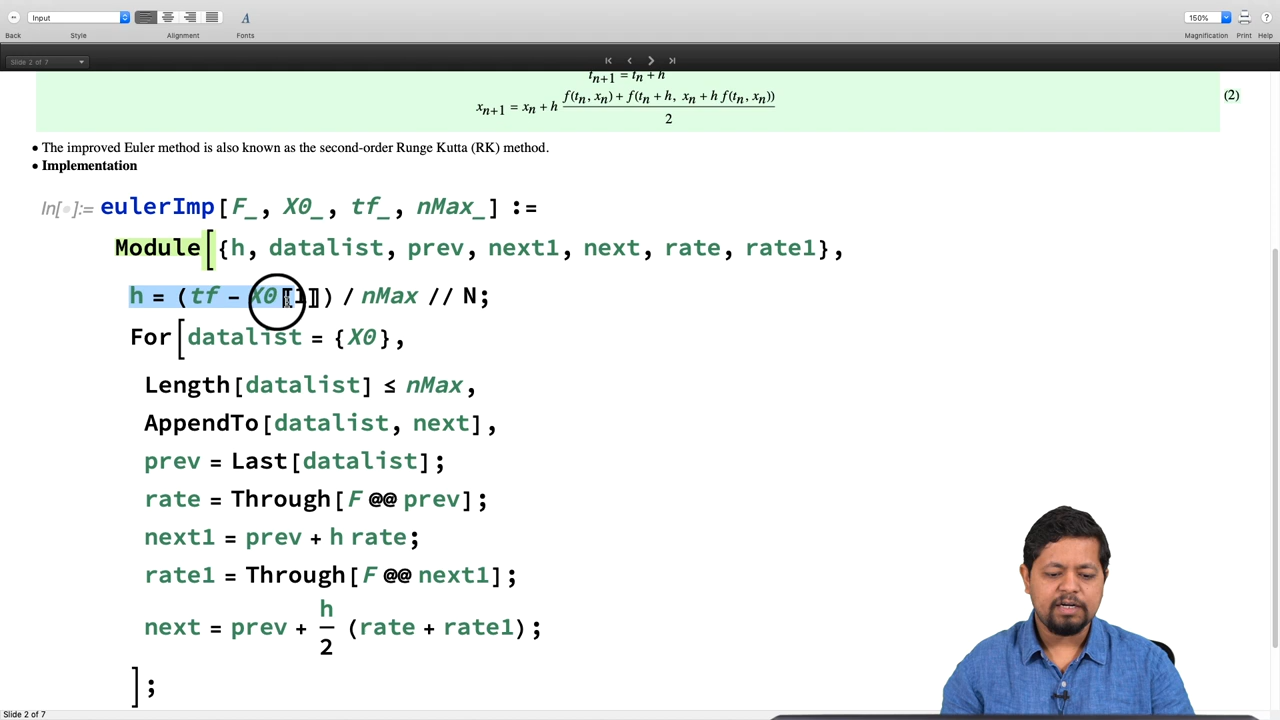 Input
150%
Back
Style
Alignment
Fonts
Magnification
Print
Help
Slide 2 of 7
tn+1 = tn + h
xn+1 = xn + h f(tn, xn) + f(tn + h, xn + h f(tn, xn)) / 2
(2)
• The improved Euler method is also known as the second-order Runge Kutta (RK) method.
• Implementation
In[•]:= eulerImp[F_, X0_, tf_, nMax_] :=
Module[{h, datalist, prev, next1, next, rate, rate1},
h = (tf - X0[[1]]) / nMax // N;
For[datalist = {X0},
Length[datalist] ≤ nMax,
AppendTo[datalist, next],
prev = Last[datalist];
rate = Through[F @@ prev];
next1 = prev + h rate;
rate1 = Through[F @@ next1];
next = prev + h/2 (rate + rate1);
];
Slide 2 of 7